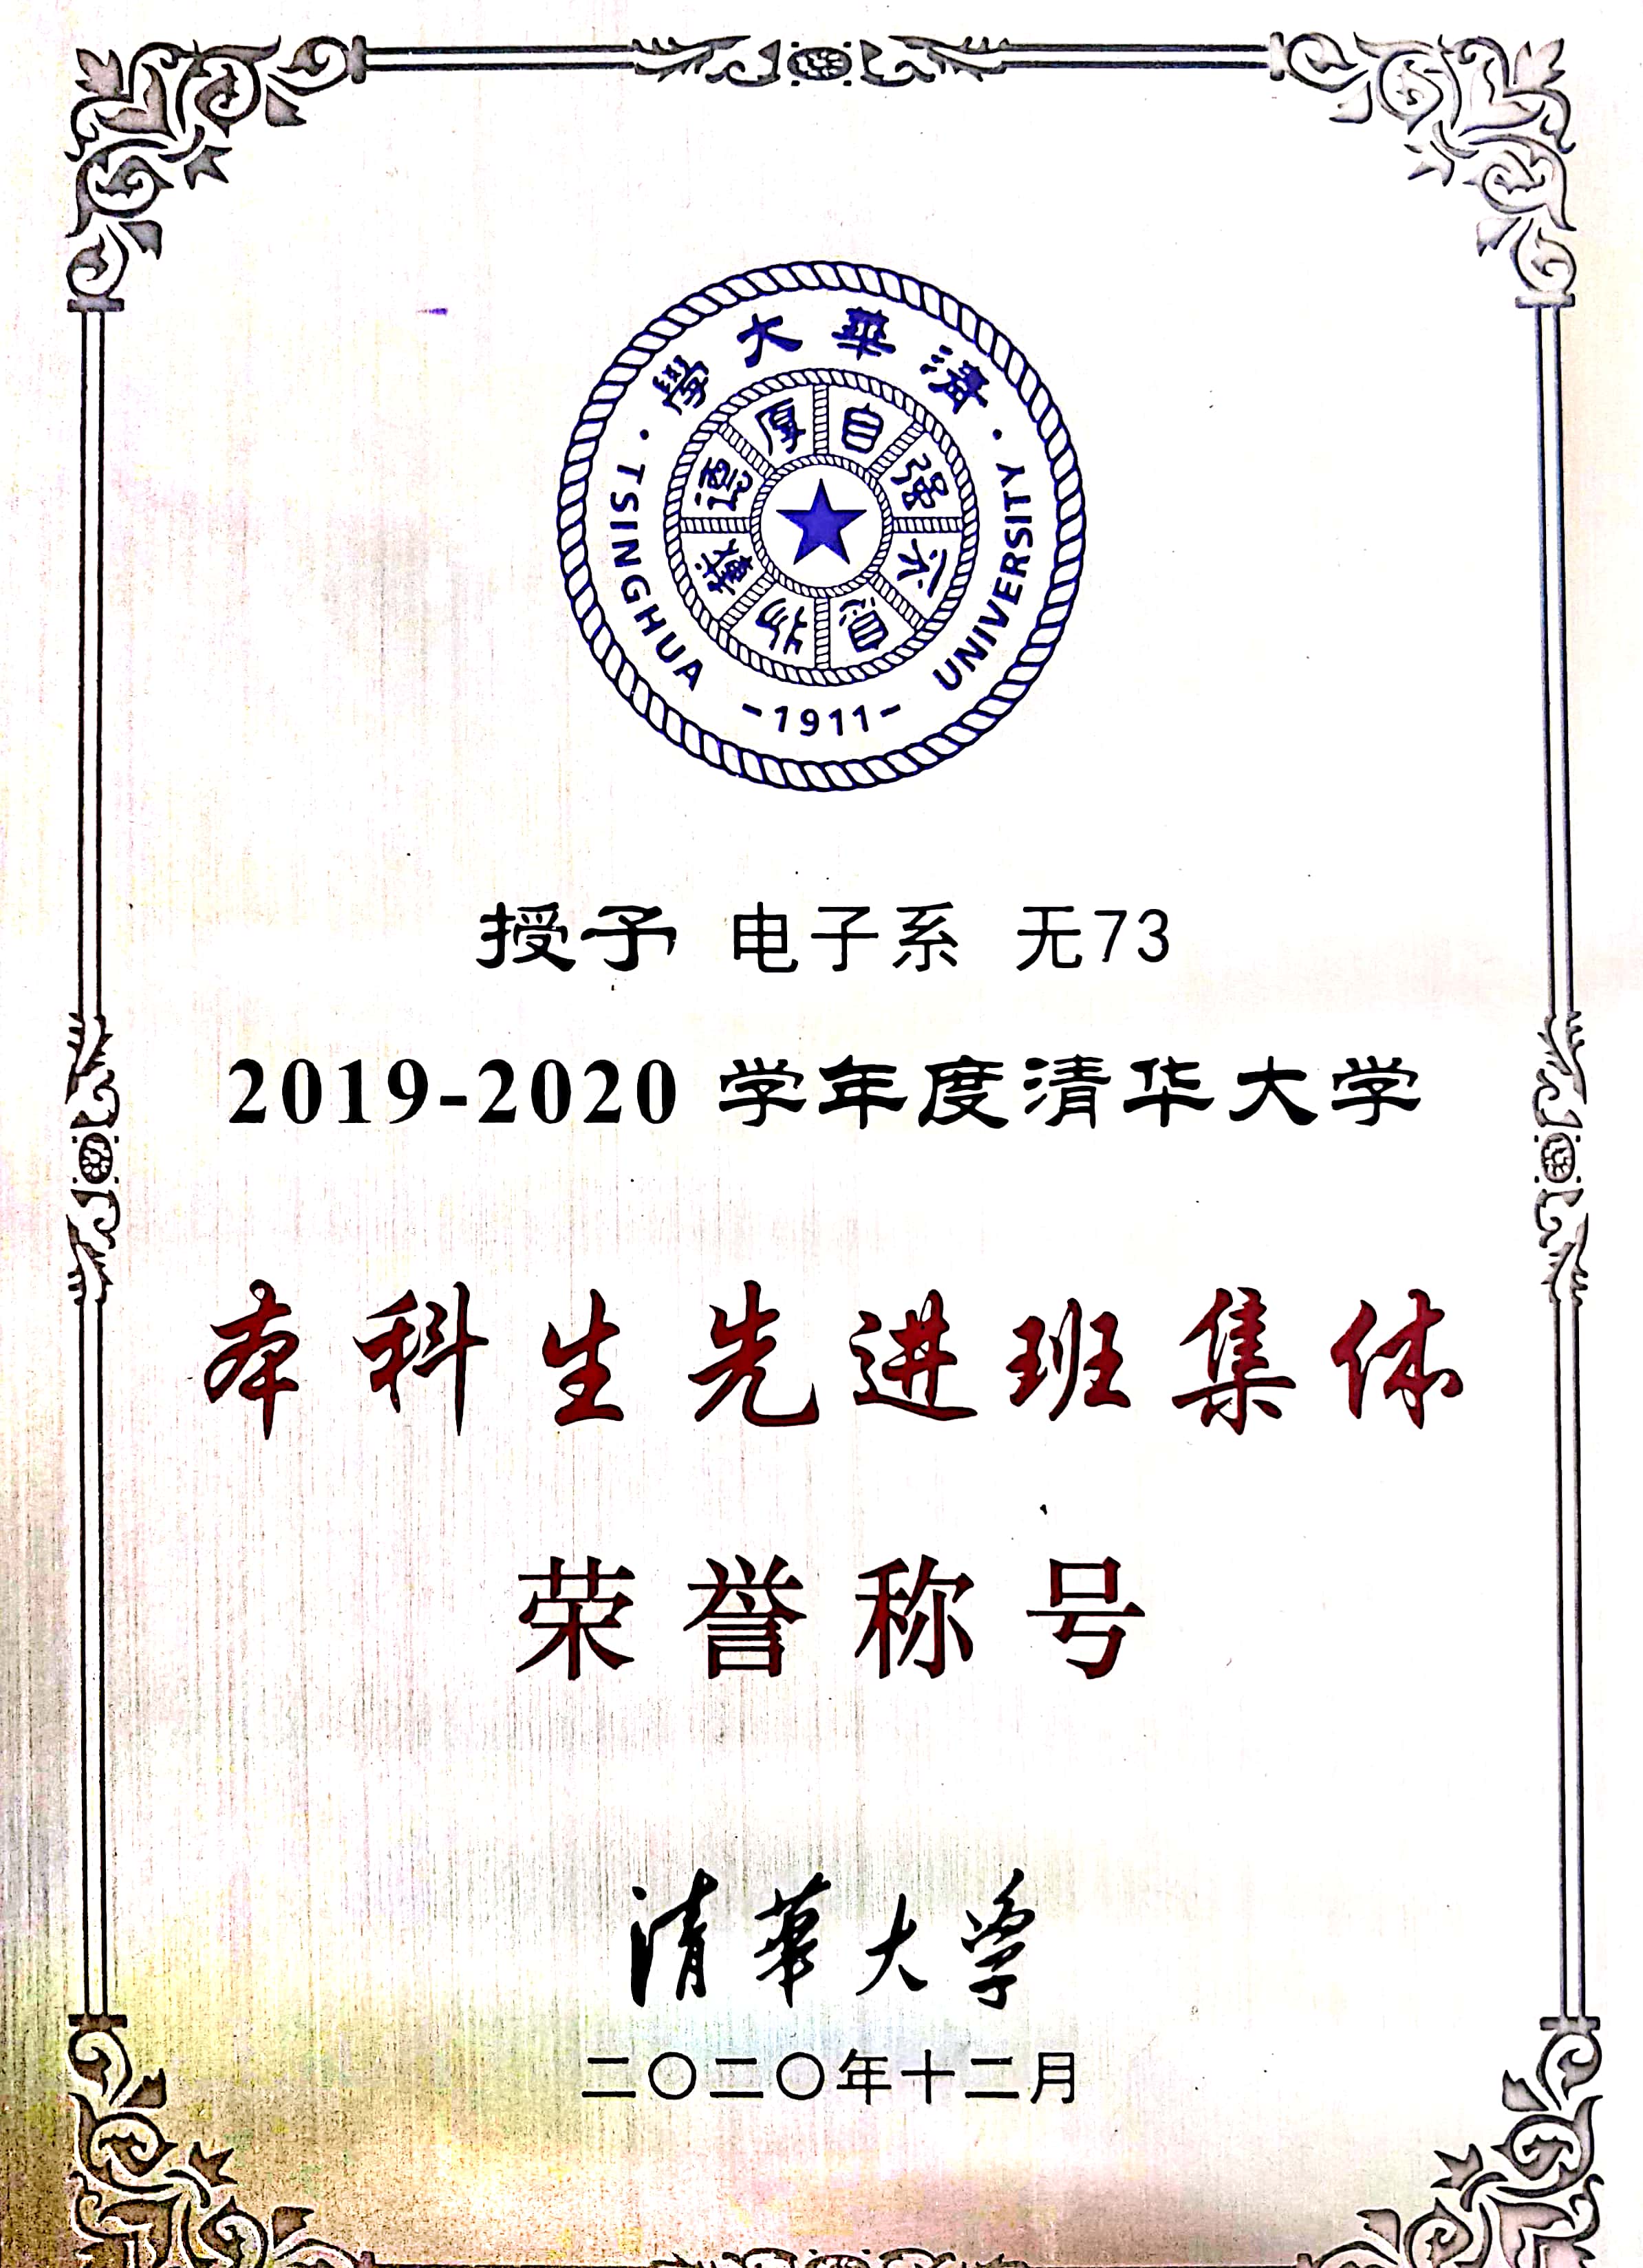 清華大學
TSINGHUA UNIVERSITY
-1911-
自强不息
厚德載物
授予 电子系 无73
2019-2020 学年度清华大学
本科生先进班集体
荣誉称号
清華大学
二〇二〇年十二月